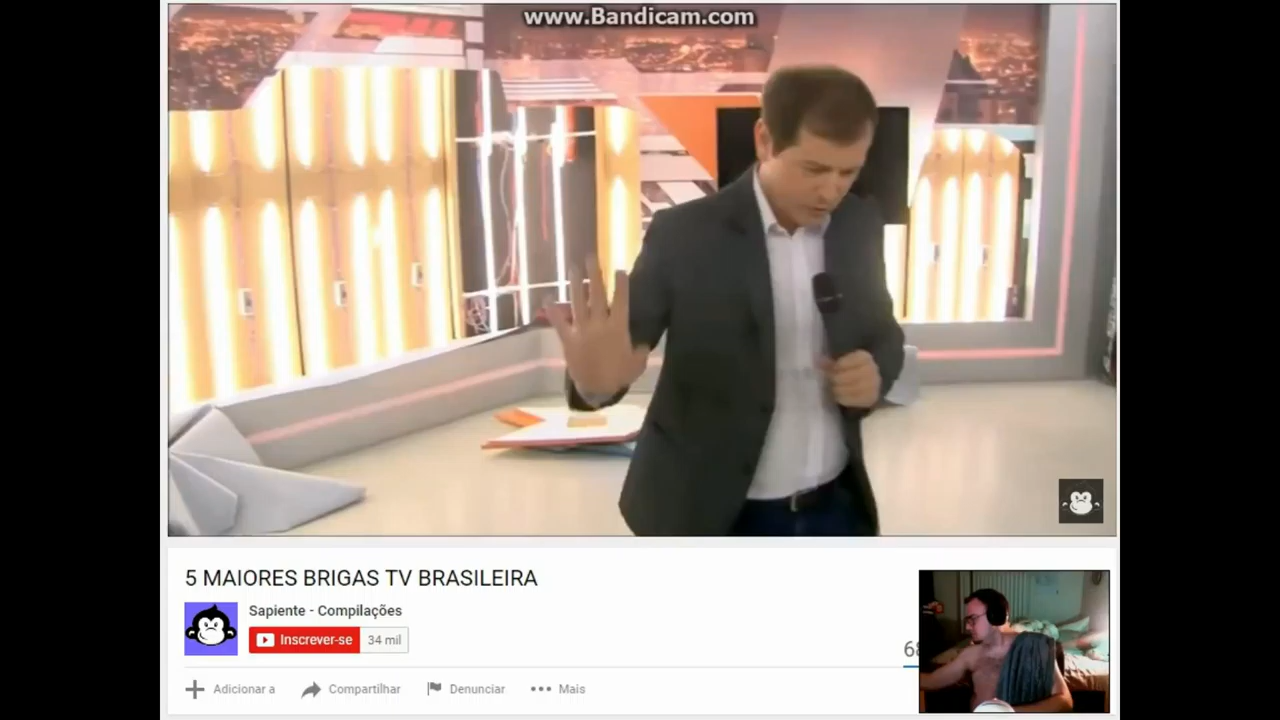 www.Bandicam.com
5 MAIORES BRIGAS TV BRASILEIRA
Sapiente - Compilações
Inscrever-se 34 mil
Adicionar a Compartilhar Denunciar Mais